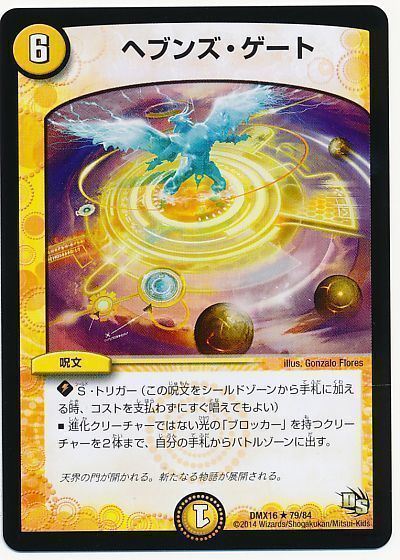 6
ヘブンズ・ゲート
illus. Gonzalo Flores
呪文
S・トリガー(この呪文をシールドゾーンから手札に加え
る時、コストを支払わずにすぐ唱えてもよい)
■ 進化クリーチャーではない光の「ブロッカー」を持つクリー
チャーを2体まで、自分の手札からバトルゾーンに出す。
天界の門が開かれる。新たなる物語が展開される。
1
DMX16 ★ 79/84
©2014 Wizards/Shogakukan/Mitsui-Kids
DS